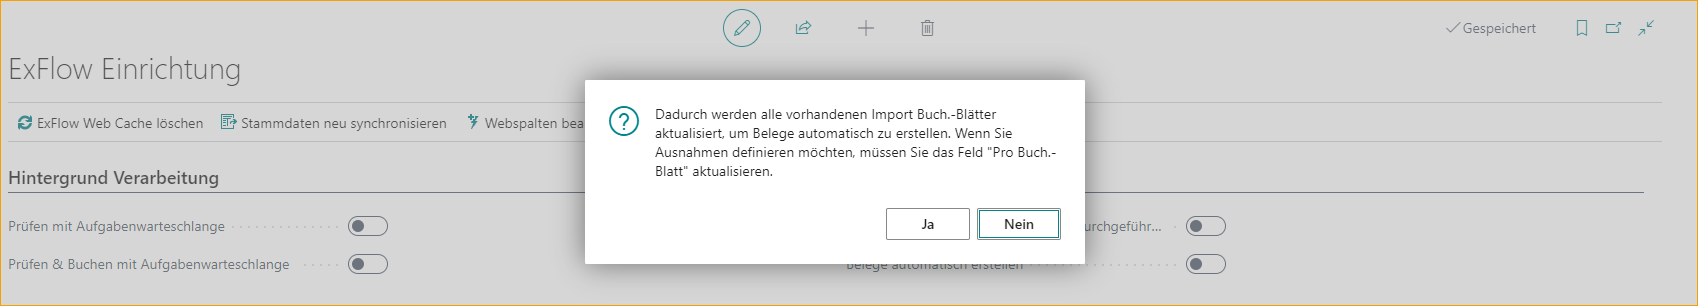 Gespeichert
ExFlow Einrichtung
ExFlow Web Cache löschen Stammdaten neu synchronisieren Webspalten bea
Dadurch werden alle vorhandenen Import Buch.-Blätter
aktualisiert, um Belege automatisch zu erstellen. Wenn Sie
Ausnahmen definieren möchten, müssen Sie das Feld "Pro Buch.-
Blatt" aktualisieren.
Ja Nein
Hintergrund Verarbeitung
Prüfen mit Aufgabenwarteschlange urchgeführ...
Prüfen & Buchen mit Aufgabenwarteschlange Belege automatisch erstellen